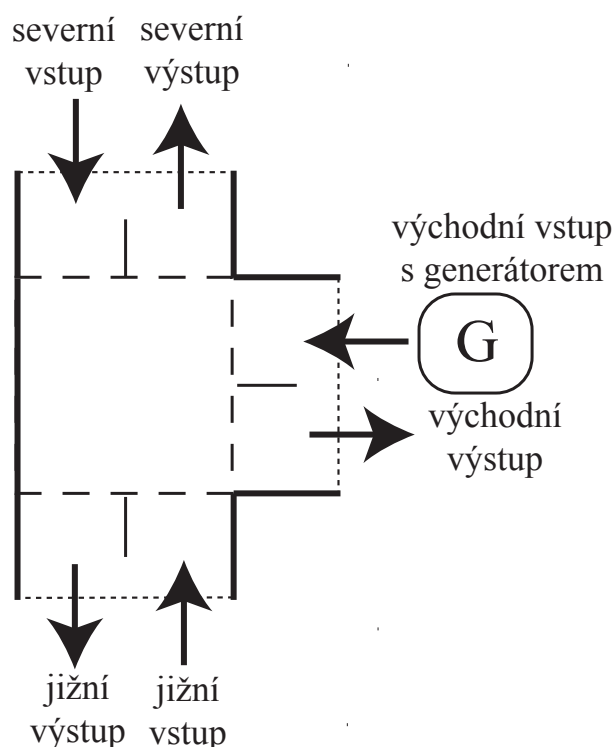 severní
vstup
severní
výstup
východní vstup
s generátorem
G
východní
výstup
jižní
výstup
jižní
vstup